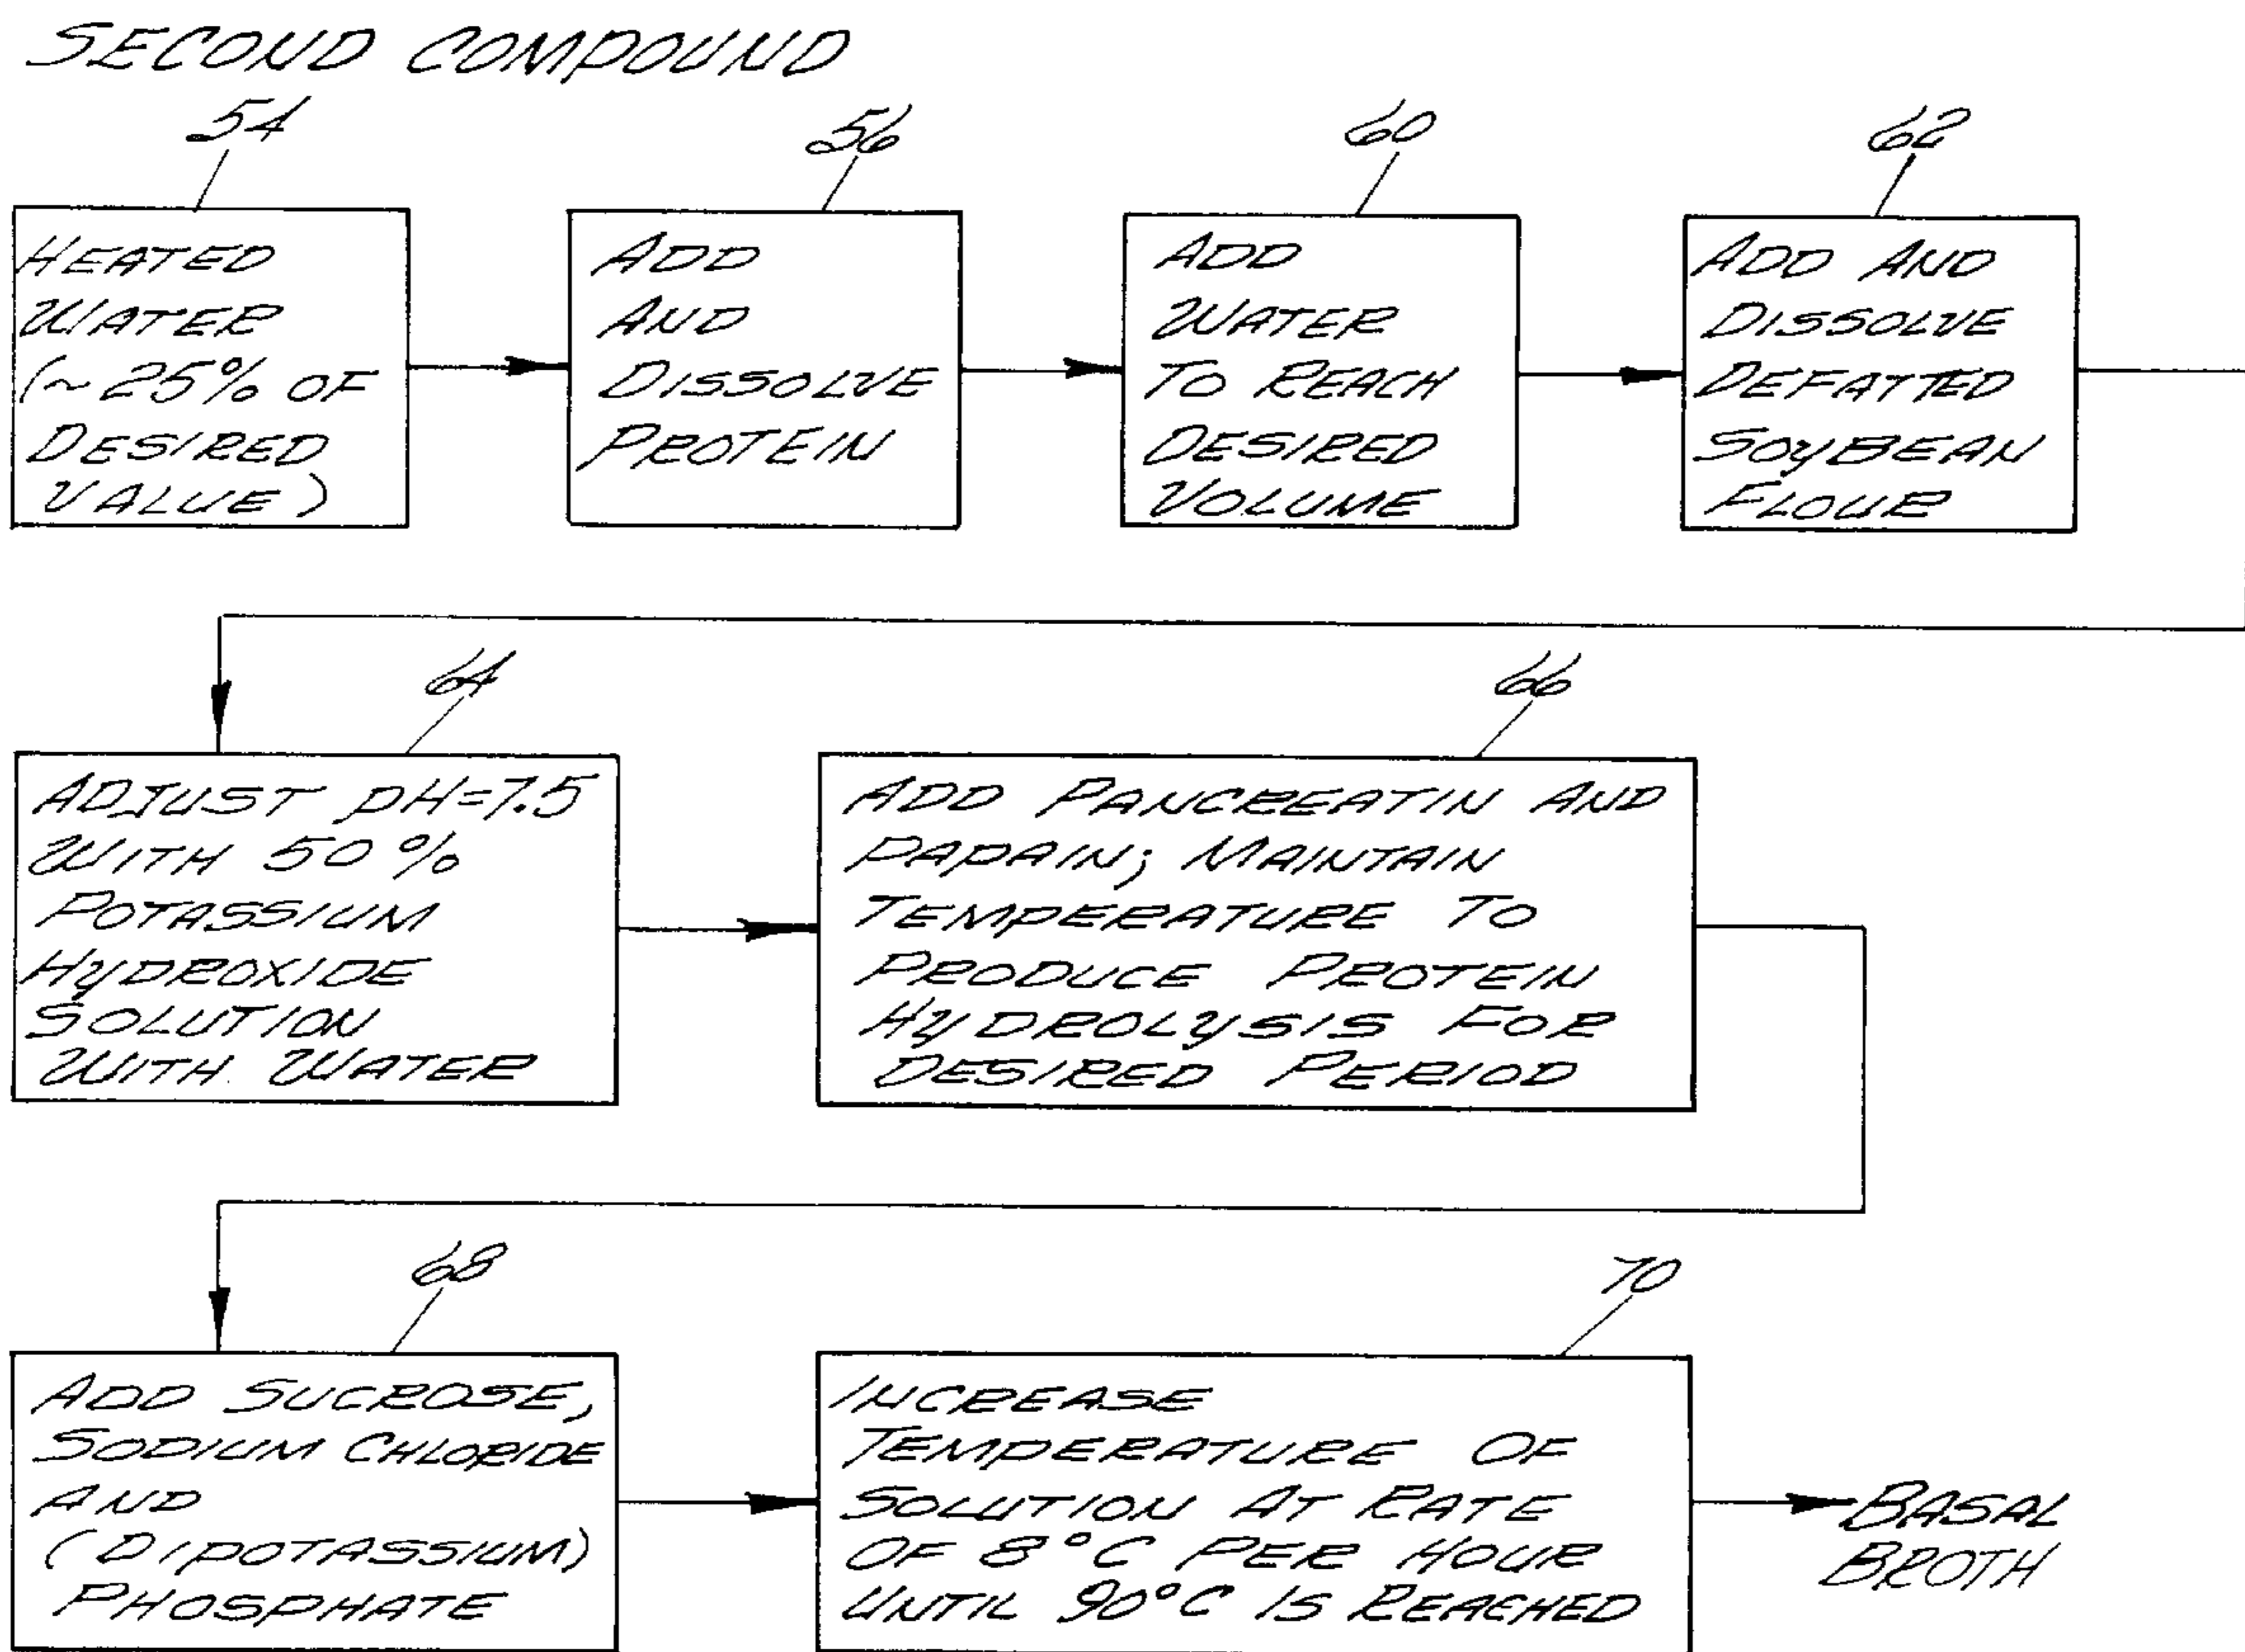 SECOND COMPOUND
54
56
60
62
HEATED
WATER
(~25% OF
DESIRED
VALUE)
ADD
AND
DISSOLVE
PROTEIN
ADD
WATER
TO REACH
DESIRED
VOLUME
ADD AND
DISSOLVE
DEFATTED
SOYBEAN
FLOUR
64
66
ADJUST pH=7.5
WITH 50%
POTASSIUM
HYDROXIDE
SOLUTION
WITH WATER
ADD PANCREATIN AND
PAPAIN; MAINTAIN
TEMPERATURE TO
PRODUCE PROTEIN
HYDROLYSIS FOR
DESIRED PERIOD
68
70
ADD SUCROSE,
SODIUM CHLORIDE
AND
(DIPOTASSIUM)
PHOSPHATE
INCREASE
TEMPERATURE OF
SOLUTION AT RATE
OF 8°C PER HOUR
UNTIL 90°C IS REACHED
BASAL
BROTH